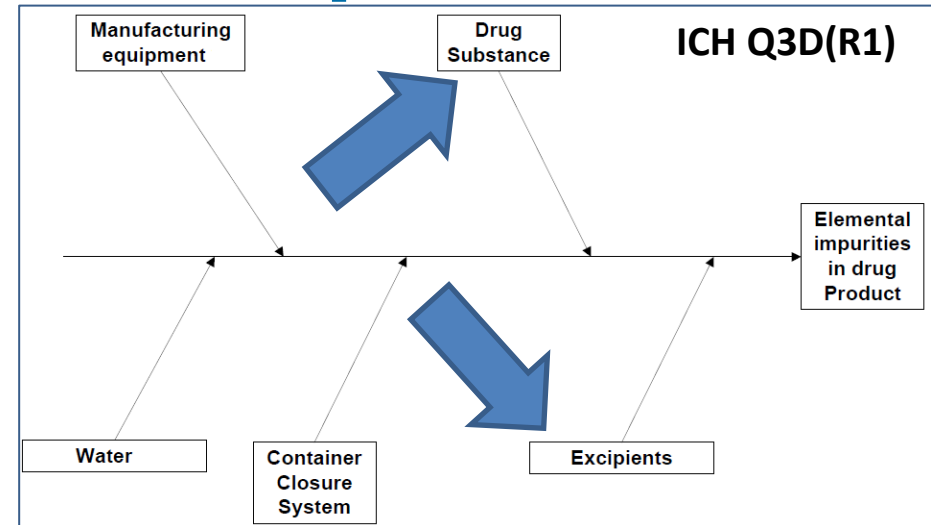 Manufacturing
equipment
Drug
Substance
ICH Q3D(R1)
Elemental
impurities
in drug
Product
Water
Container
Closure
System
Excipients